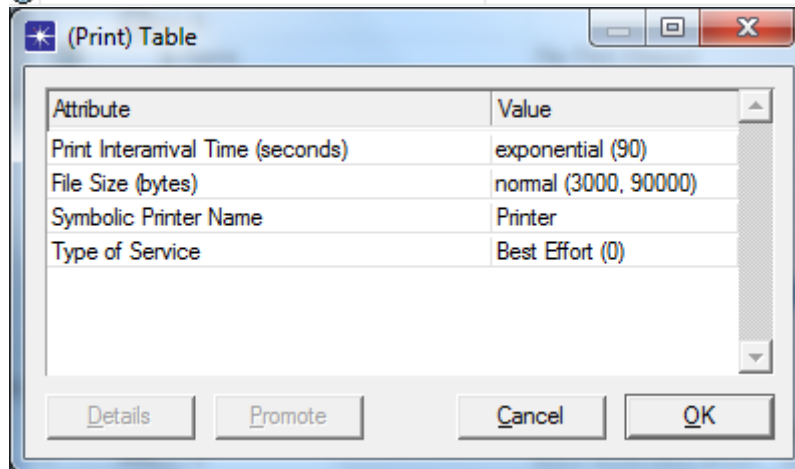 (Print) Table
Attribute Value
Print Interarrival Time (seconds) exponential (90)
File Size (bytes) normal (3000, 90000)
Symbolic Printer Name Printer
Type of Service Best Effort (0)
Details Promote Cancel OK